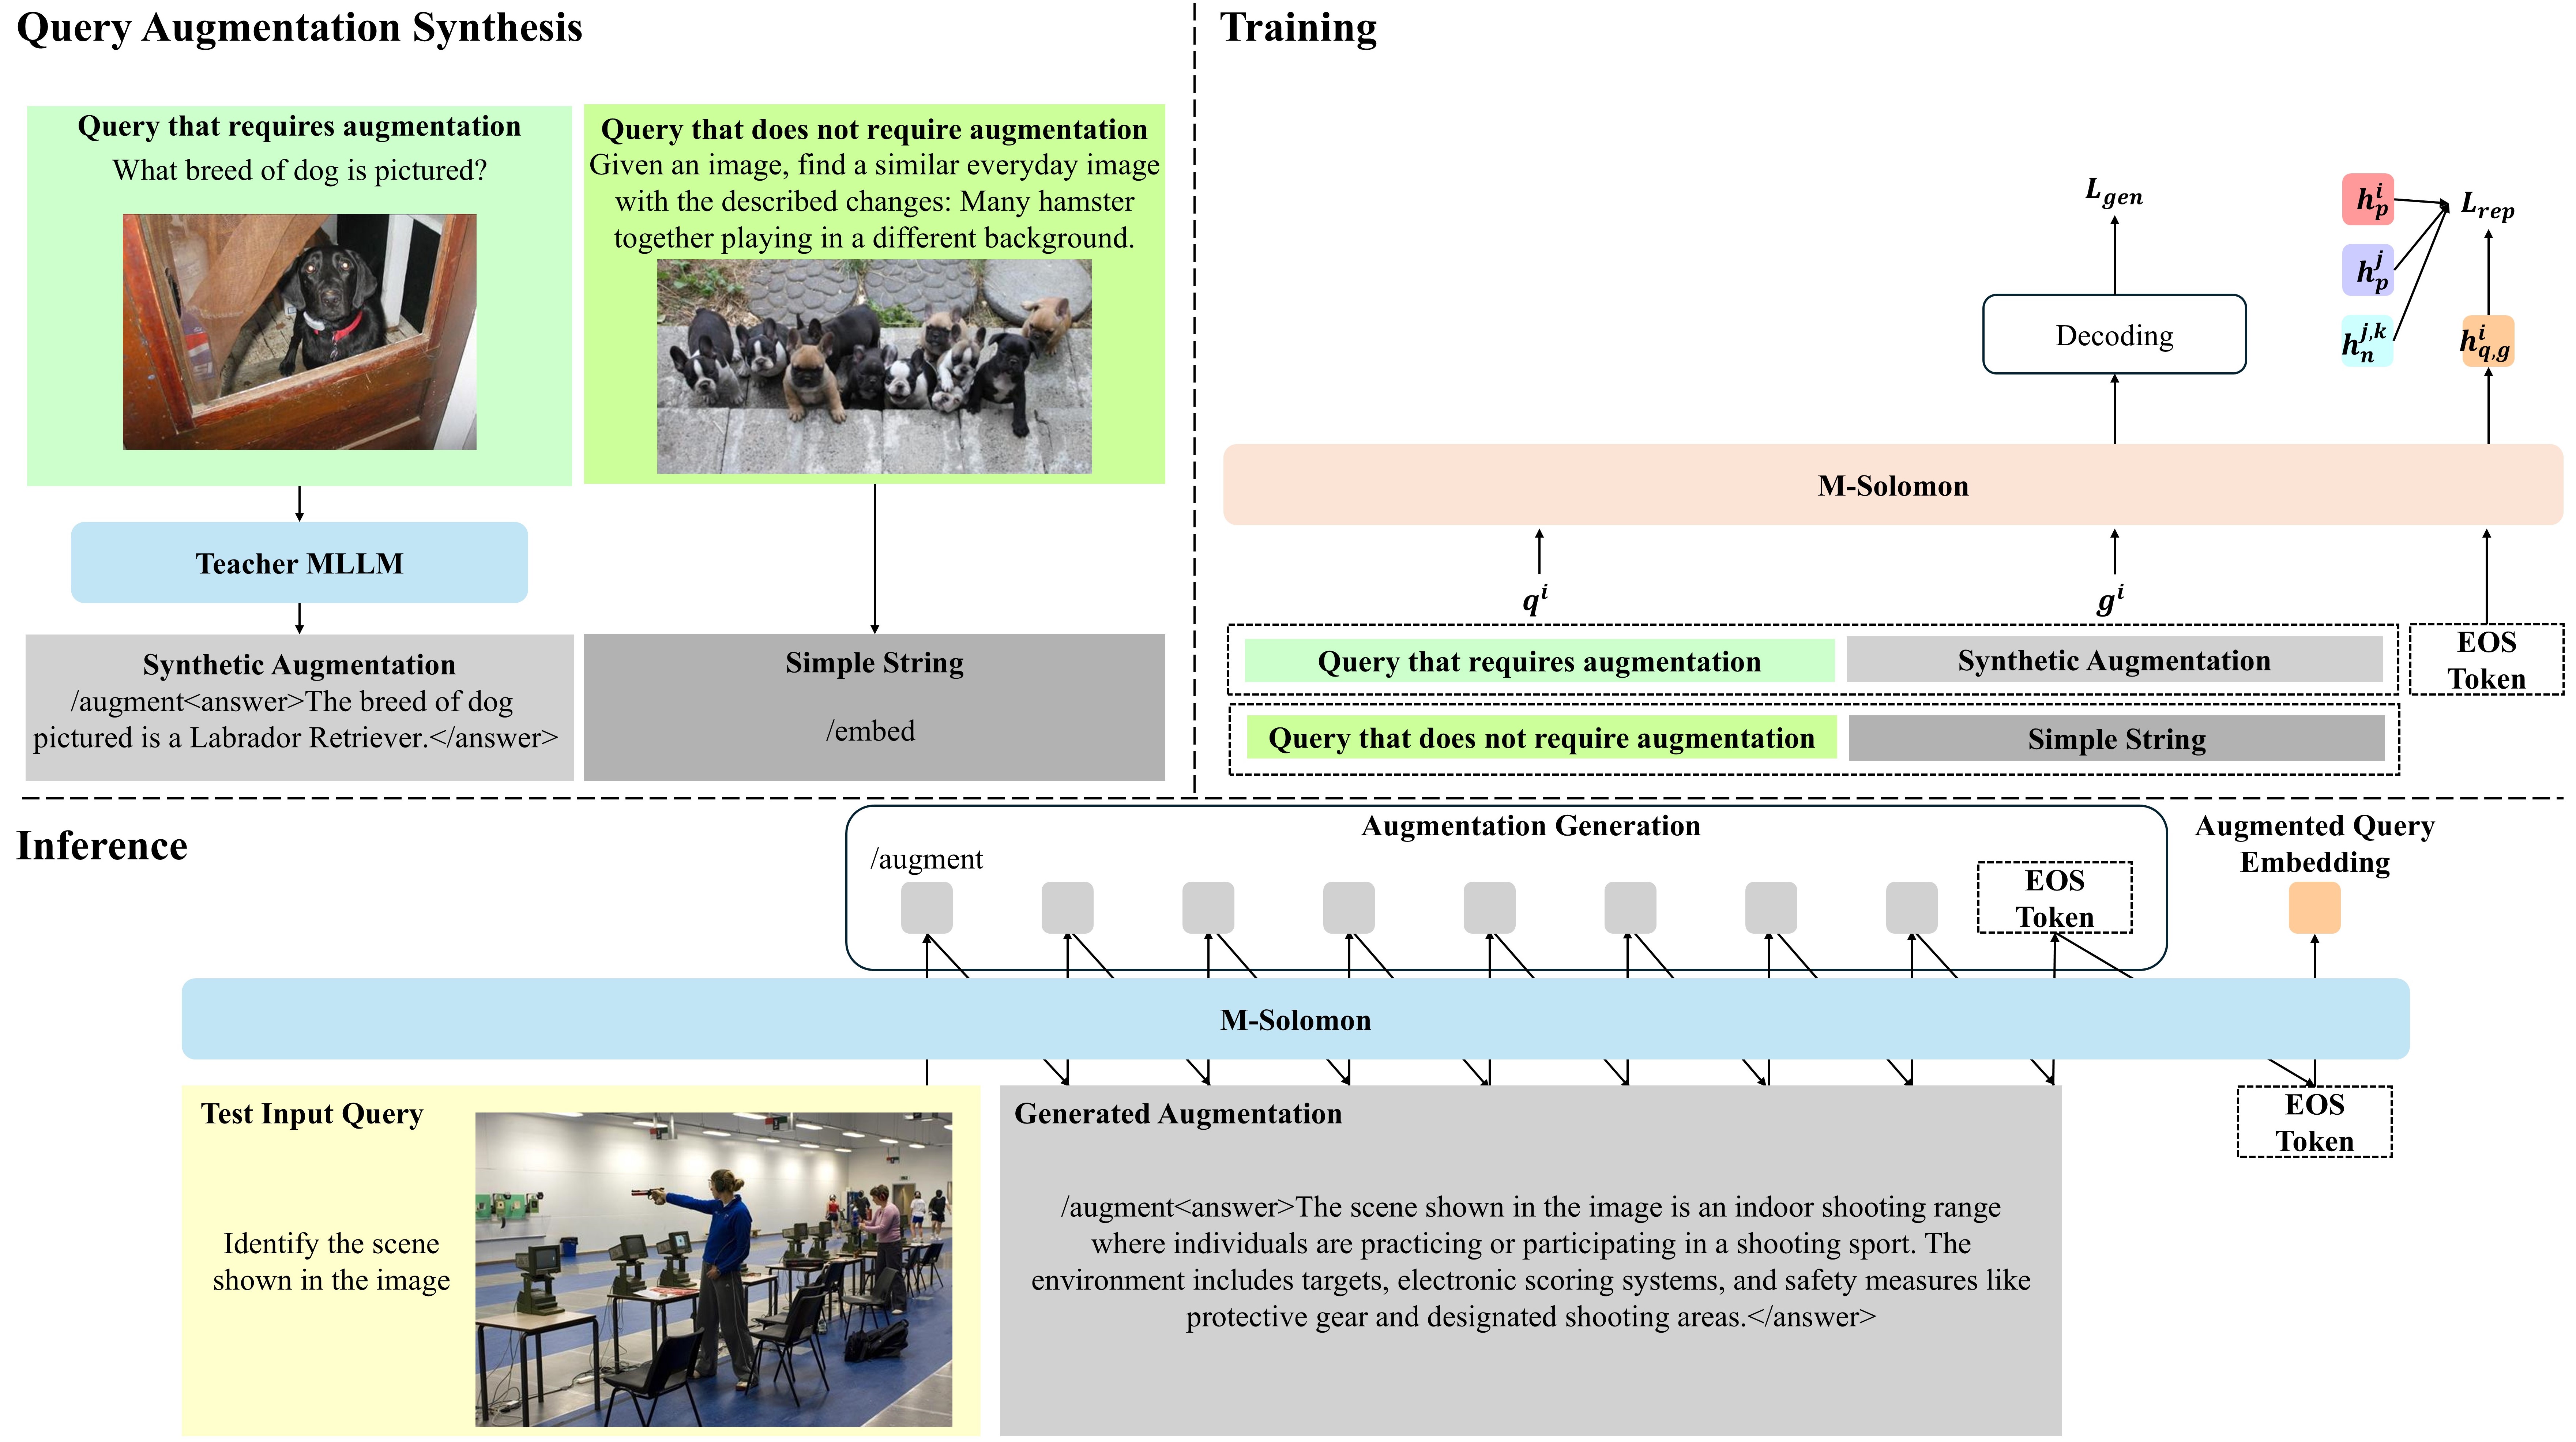 Query Augmentation Synthesis
Query that requires augmentation
What breed of dog is pictured?
Query that does not require augmentation
Given an image, find a similar everyday image
with the described changes: Many hamster
together playing in a different background.
Teacher MLLM
Synthetic Augmentation
/augment<answer>The breed of dog
pictured is a Labrador Retriever.</answer>
Simple String
/embed
Training
L_gen
h_p^i
L_rep
h_p^j
Decoding
h_n^{j,k}
h_{q,g}^i
M-Solomon
q^i
g^i
Query that requires augmentation
Synthetic Augmentation
EOS
Token
Query that does not require augmentation
Simple String
Inference
Augmentation Generation
/augment
EOS
Token
Augmented Query
Embedding
M-Solomon
Test Input Query
Identify the scene
shown in the image
Generated Augmentation
/augment<answer>The scene shown in the image is an indoor shooting range
where individuals are practicing or participating in a shooting sport. The
environment includes targets, electronic scoring systems, and safety measures like
protective gear and designated shooting areas.</answer>
EOS
Token